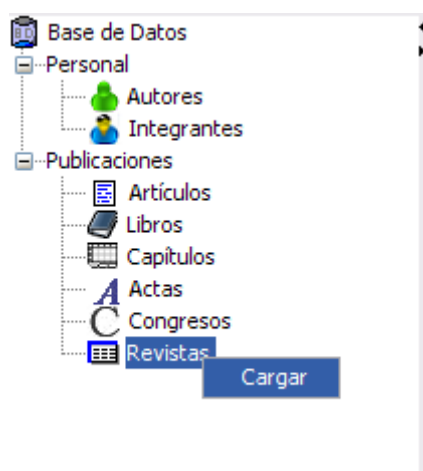 Base de Datos
Personal
Autores
Integrantes
Publicaciones
Artículos
Libros
Capítulos
Actas
Congresos
Revistas
Cargar